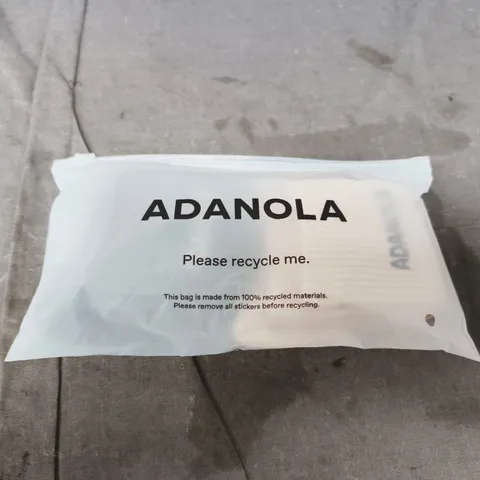 ADANOLA
Please recycle me.
This bag is made from 100% recycled materials.
Please remove all stickers before recycling.
ADANOLA